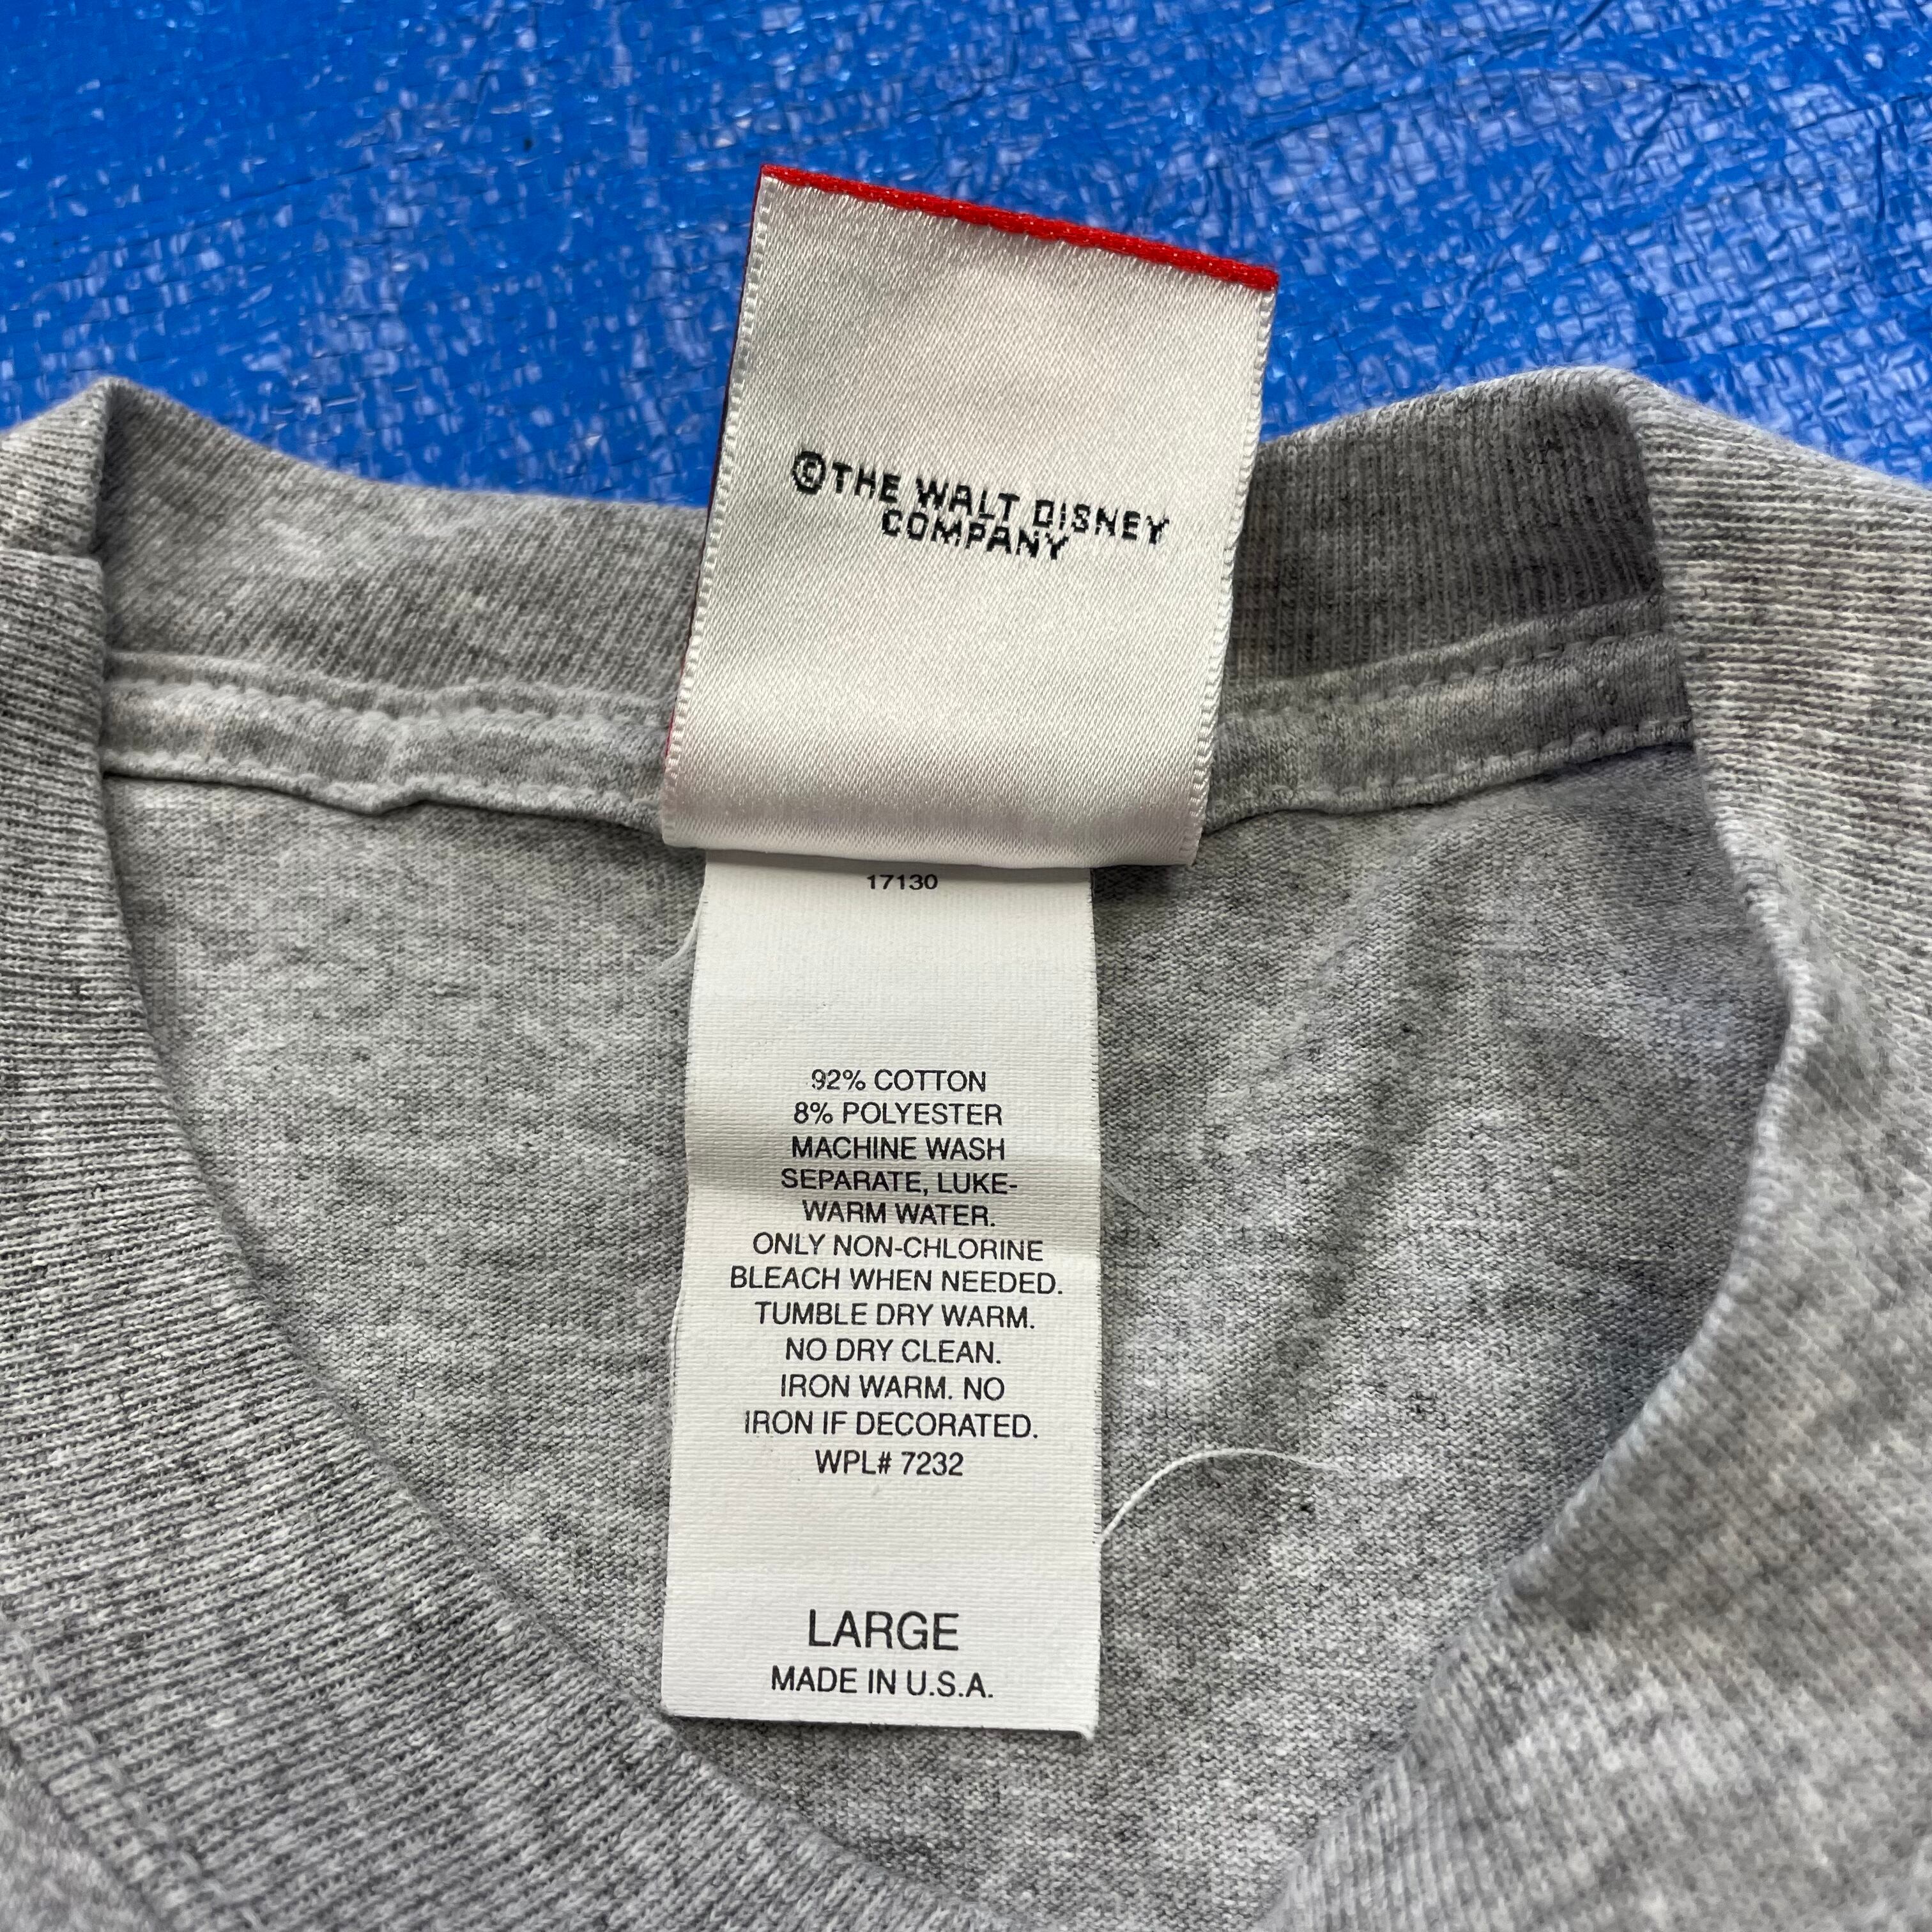 ©THE WALT DISNEY
COMPANY
17130
92% COTTON
8% POLYESTER
MACHINE WASH
SEPARATE, LUKE-
WARM WATER.
ONLY NON-CHLORINE
BLEACH WHEN NEEDED.
TUMBLE DRY WARM.
NO DRY CLEAN.
IRON WARM. NO
IRON IF DECORATED.
WPL# 7232
LARGE
MADE IN U.S.A.